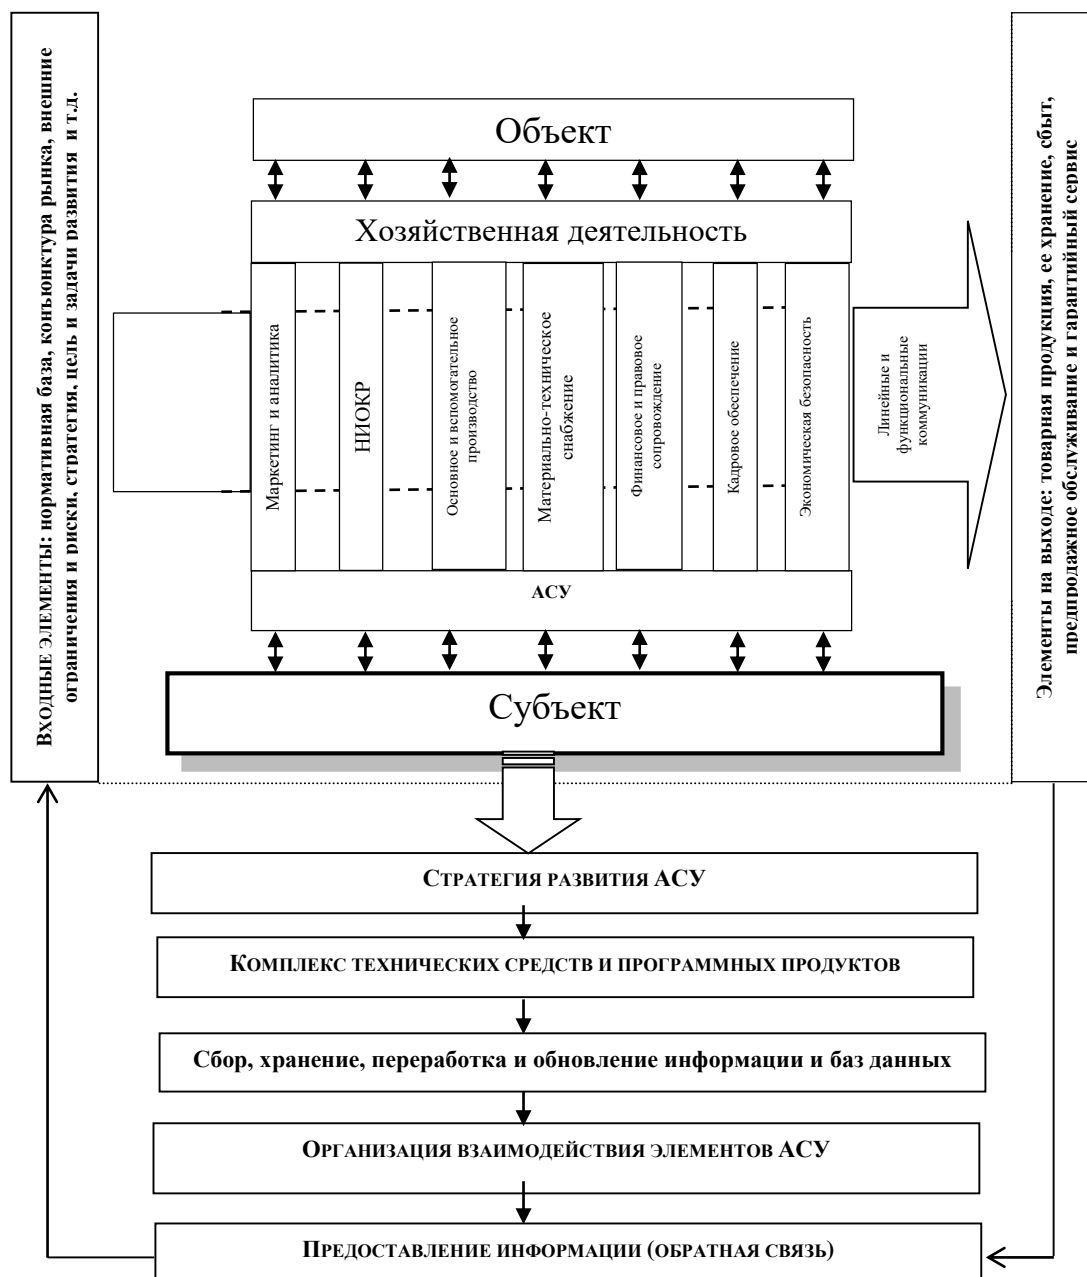 Входные элементы: нормативная база, конъюнктура рынка, внешние
ограничения и риски, стратегия, цель и задачи развития и т.д.
Объект
Хозяйственная деятельность
Маркетинг и аналитика
НИОКР
Основное и вспомогательное
производство
Материально-техническое
снабжение
Финансовое и правовое
сопровождение
Кадровое обеспечение
Экономическая безопасность
Линейные и
функциональные
коммуникации
Элементы на выходе: товарная продукция, ее хранение, сбыт,
предпродажное обслуживание и гарантийный сервис
АСУ
Субъект
Стратегия развития АСУ
Комплекс технических средств и программных продуктов
Сбор, хранение, переработка и обновление информации и баз данных
Организация взаимодействия элементов АСУ
Предоставление информации (обратная связь)